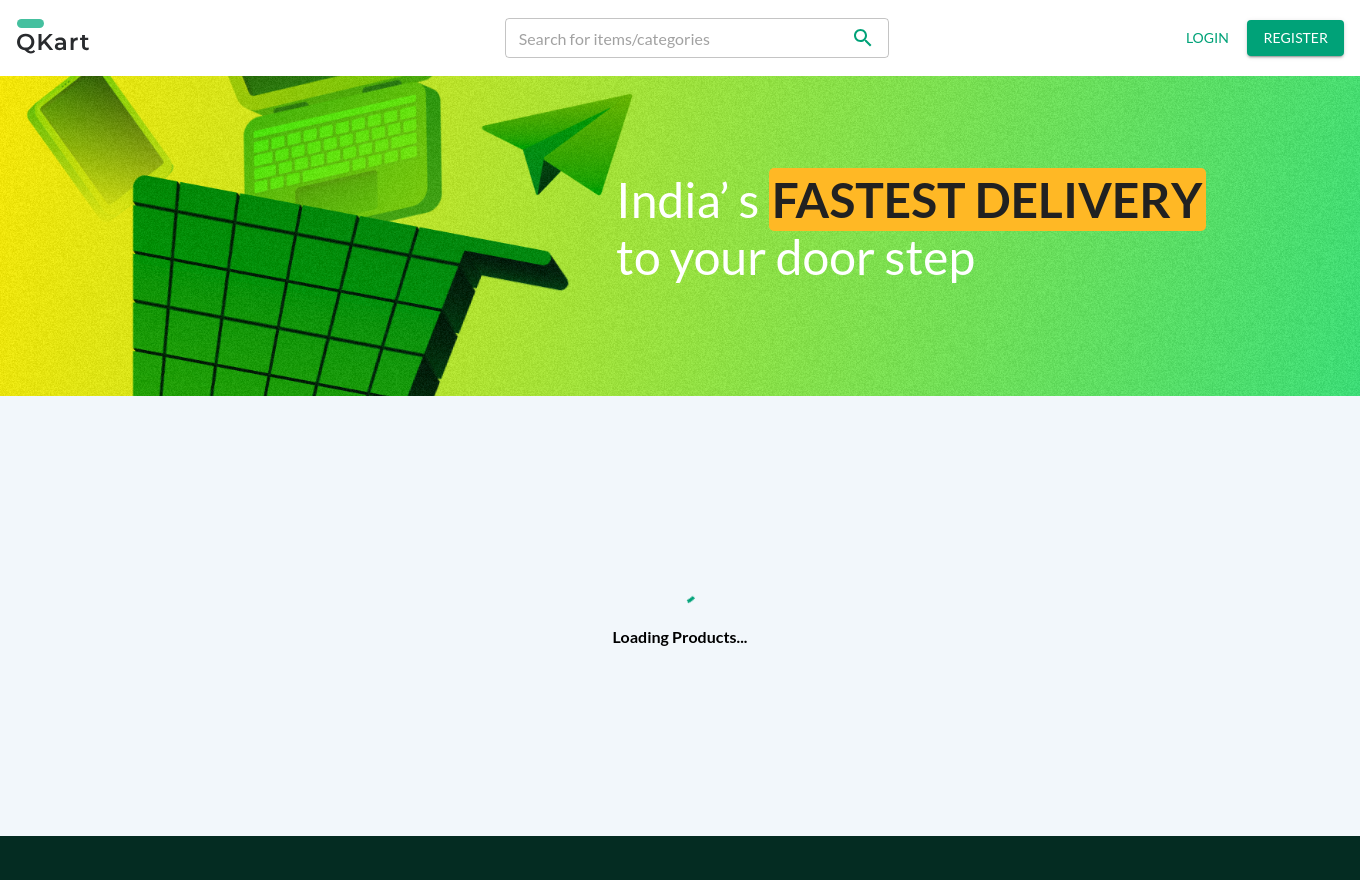 QKart
Search for items/categories
LOGIN
REGISTER
India’ s FASTEST DELIVERY
to your door step
Loading Products...